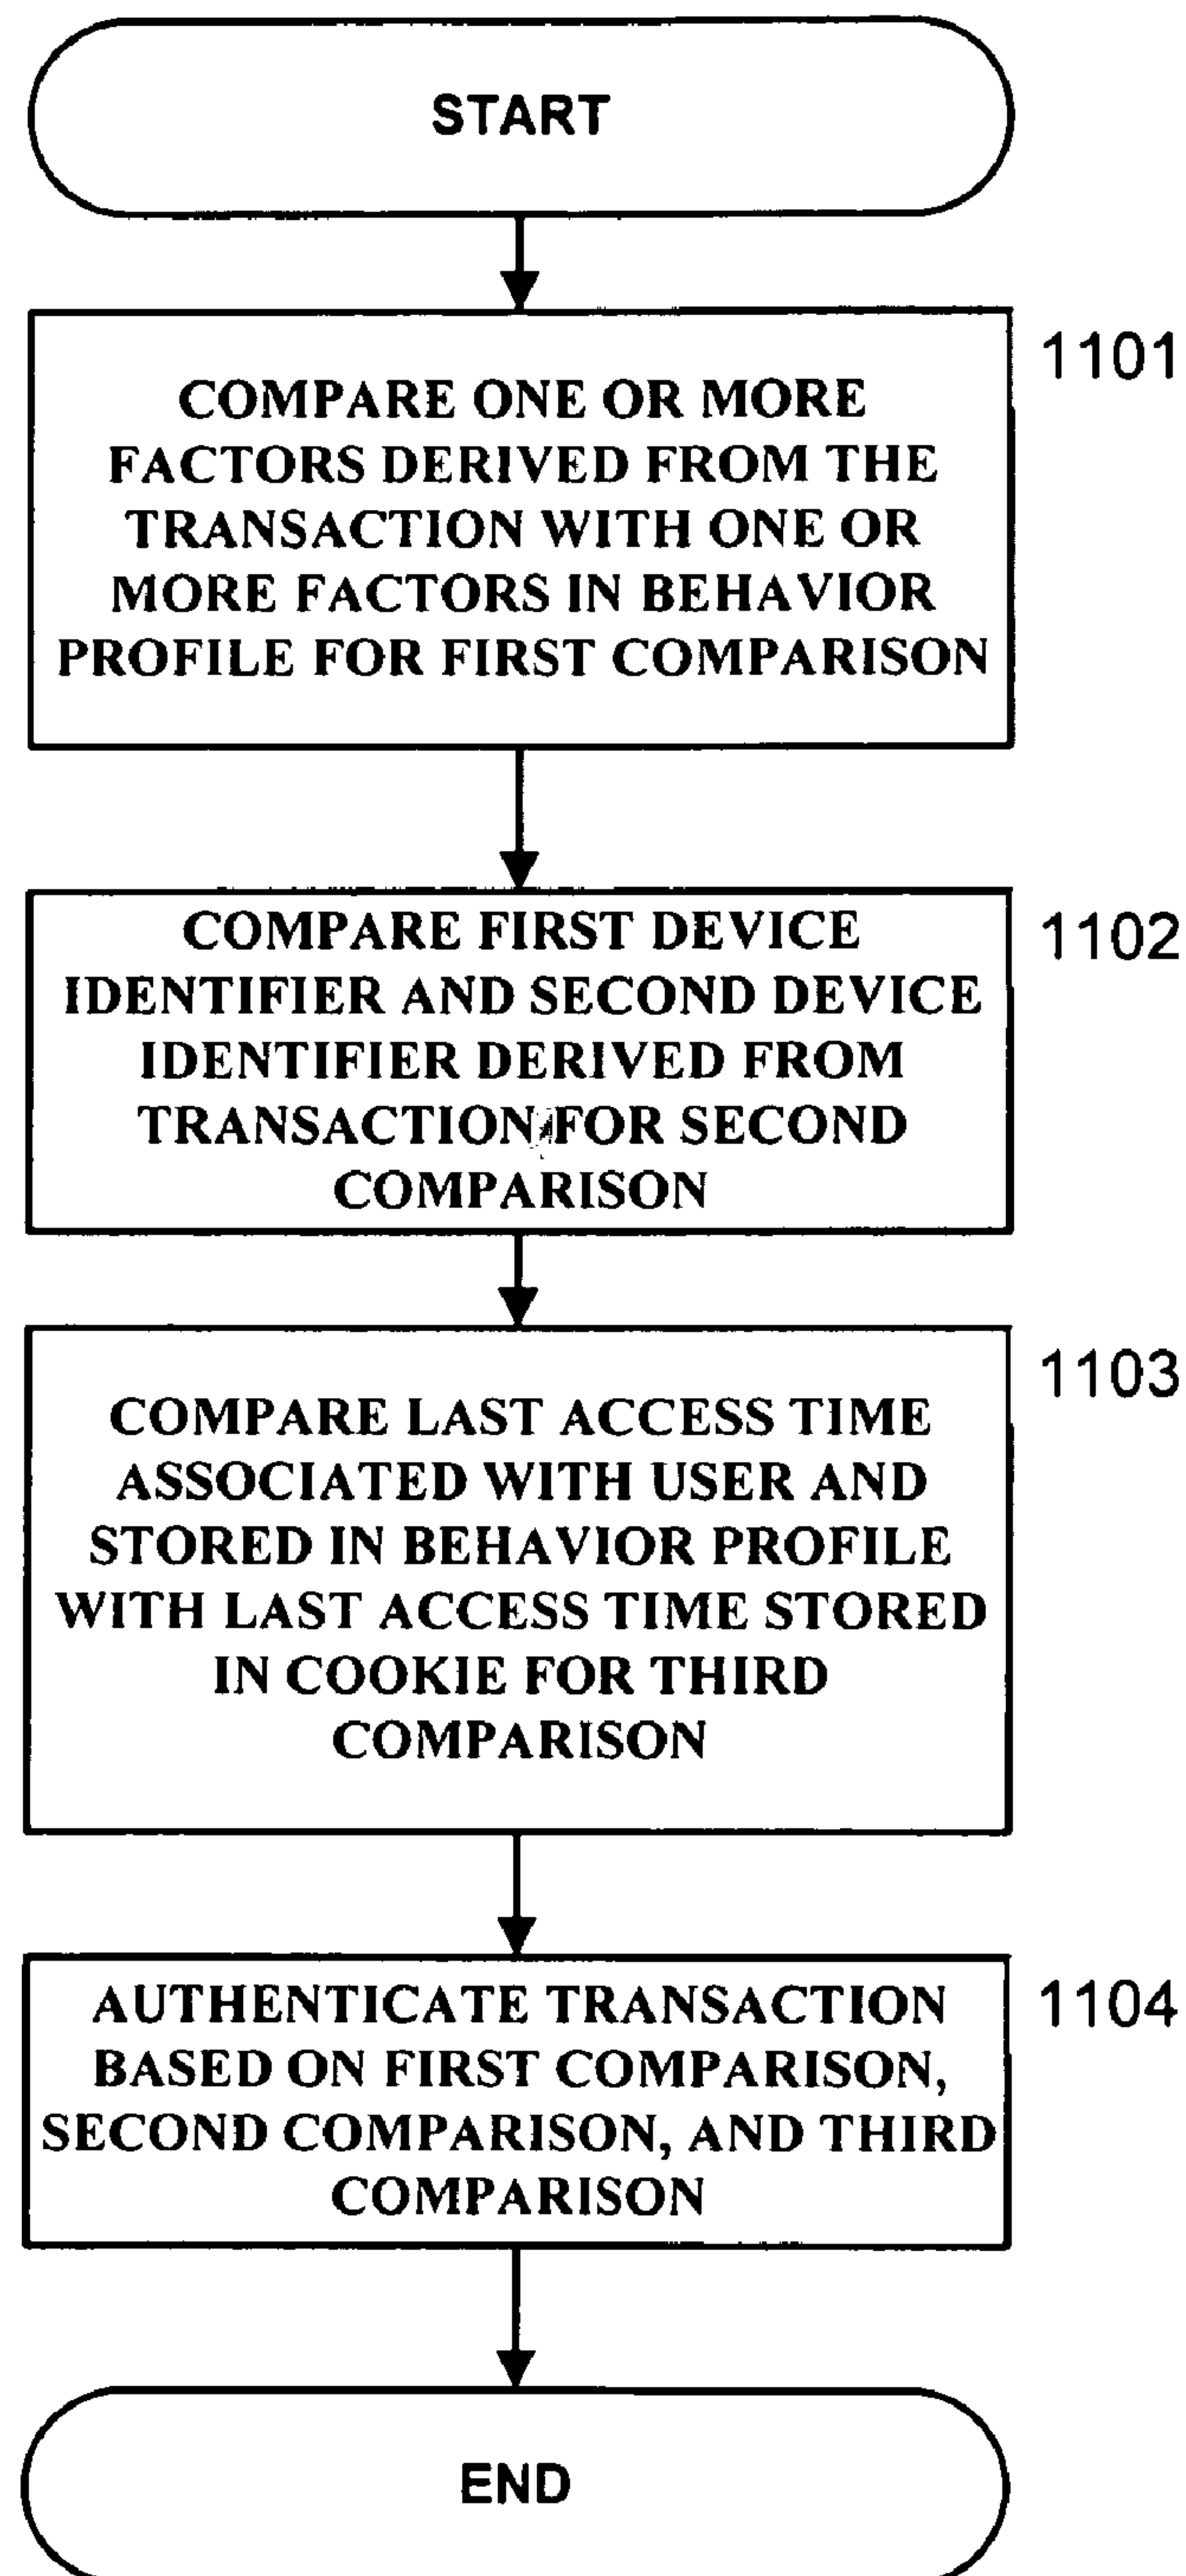 START
COMPARE ONE OR MORE
FACTORS DERIVED FROM THE
TRANSACTION WITH ONE OR
MORE FACTORS IN BEHAVIOR
PROFILE FOR FIRST COMPARISON
1101
COMPARE FIRST DEVICE
IDENTIFIER AND SECOND DEVICE
IDENTIFIER DERIVED FROM
TRANSACTION FOR SECOND
COMPARISON
1102
COMPARE LAST ACCESS TIME
ASSOCIATED WITH USER AND
STORED IN BEHAVIOR PROFILE
WITH LAST ACCESS TIME STORED
IN COOKIE FOR THIRD
COMPARISON
1103
AUTHENTICATE TRANSACTION
BASED ON FIRST COMPARISON,
SECOND COMPARISON, AND THIRD
COMPARISON
1104
END